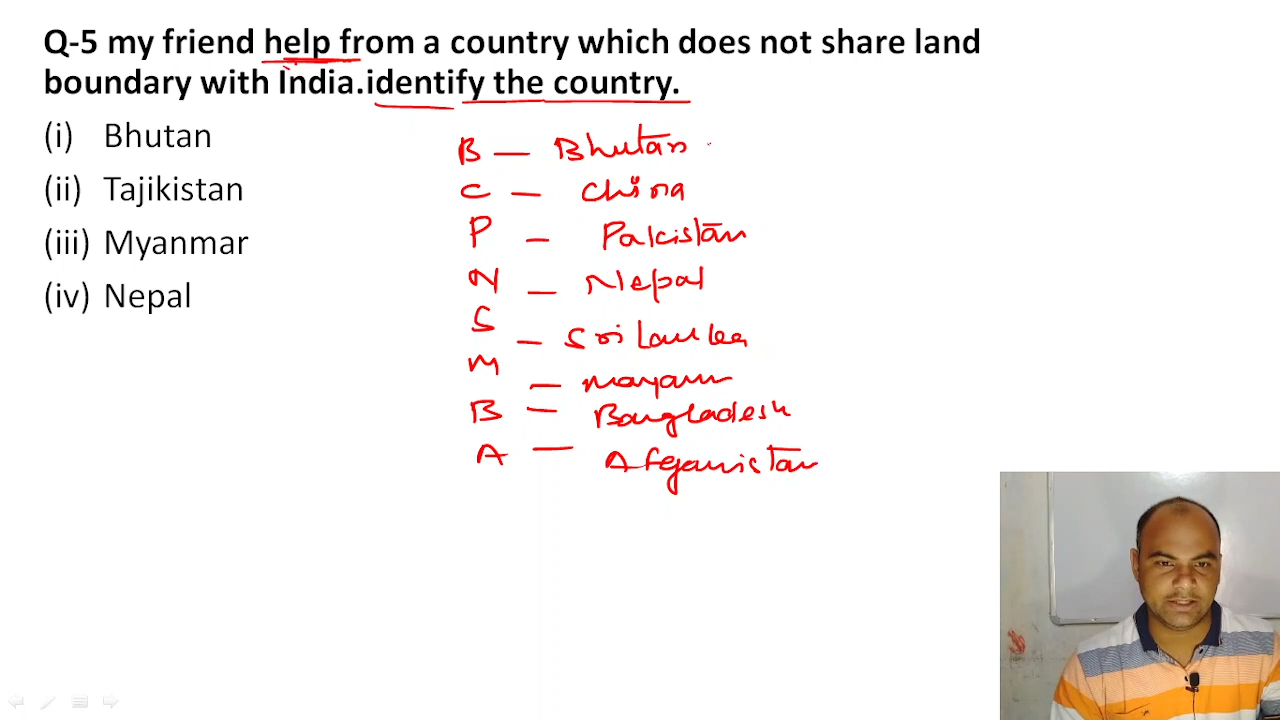 Q-5 my friend help from a country which does not share land
boundary with India.identify the country.
(i) Bhutan
(ii) Tajikistan
(iii) Myanmar
(iv) Nepal
B — Bhutan
C — China
P — Pakistan
N — Nepal
S — Sri Lanka
M — mayanm
B — Bangladesh
A — Afganistan